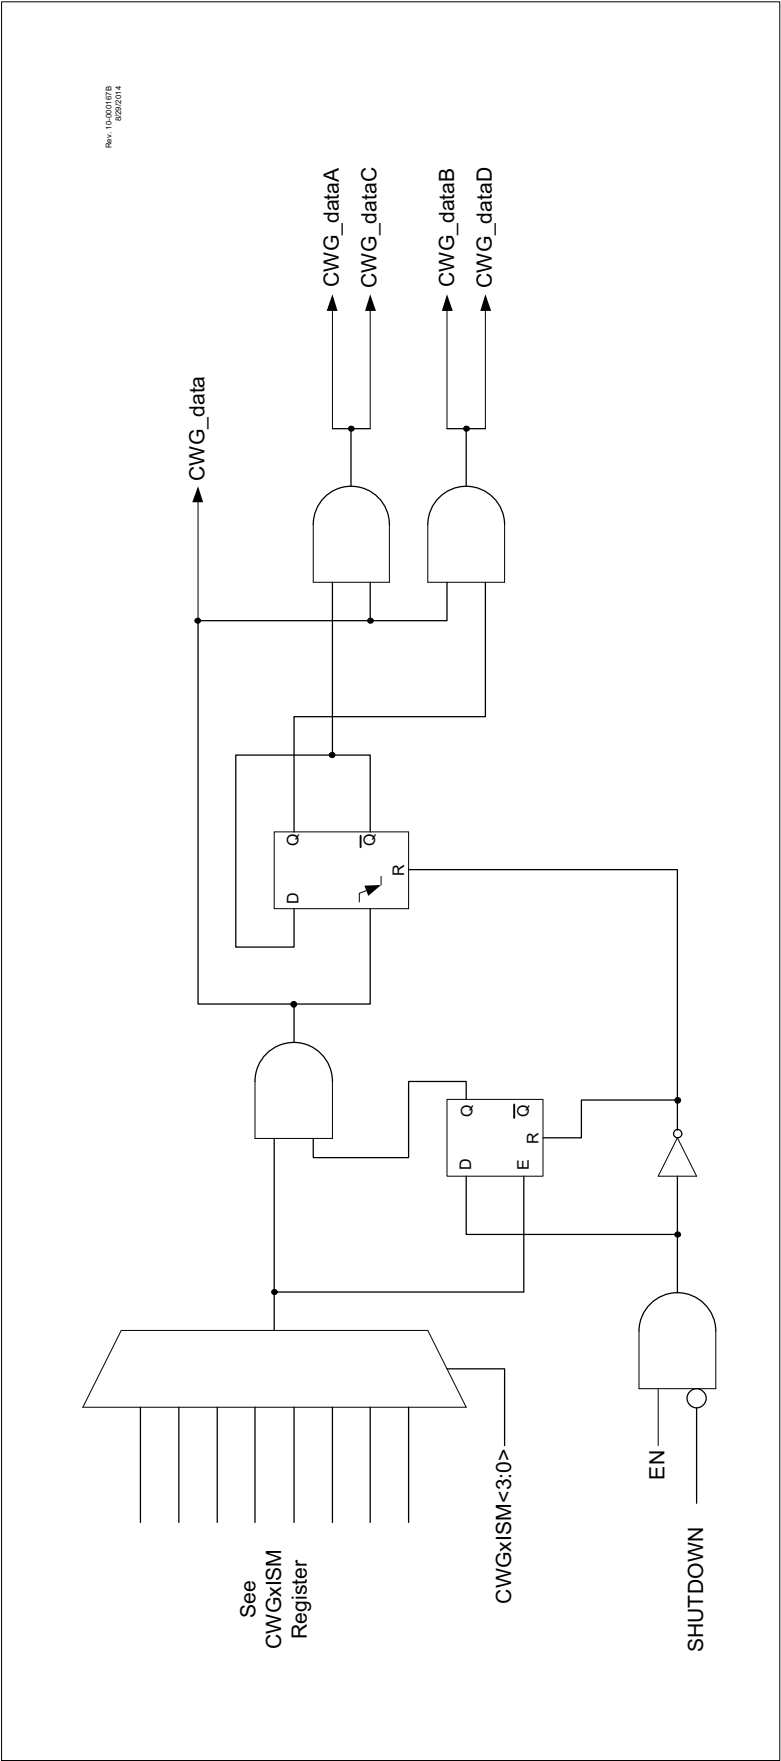 Rev. 10-000167B
8/29/2014
See
CWGxISM
Register
CWGxISM<3:0>
EN
SHUTDOWN
D
E
Q
Q
R
D
Q
Q
R
CWG_data
CWG_dataA
CWG_dataC
CWG_dataB
CWG_dataD